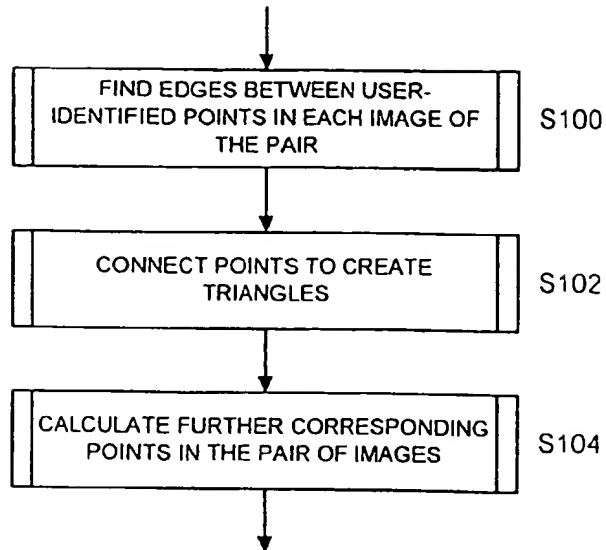 FIND EDGES BETWEEN USER-
IDENTIFIED POINTS IN EACH IMAGE OF
THE PAIR
S100
CONNECT POINTS TO CREATE
TRIANGLES
S102
CALCULATE FURTHER CORRESPONDING
POINTS IN THE PAIR OF IMAGES
S104